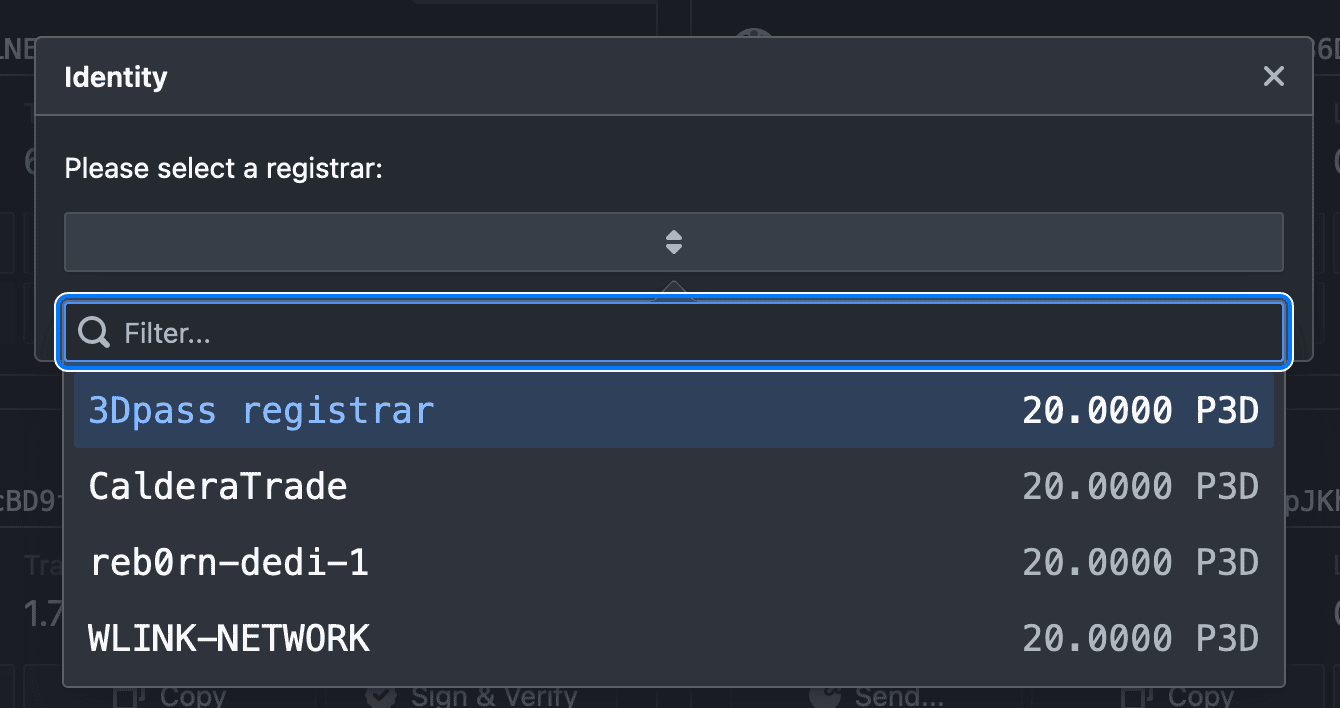 Identity
Please select a registrar:
Filter...
3Dpass registrar 20.0000 P3D
CalderaTrade 20.0000 P3D
reb0rn-dedi-1 20.0000 P3D
WLINK-NETWORK 20.0000 P3D
Copy Sign & Verify Send... Copy